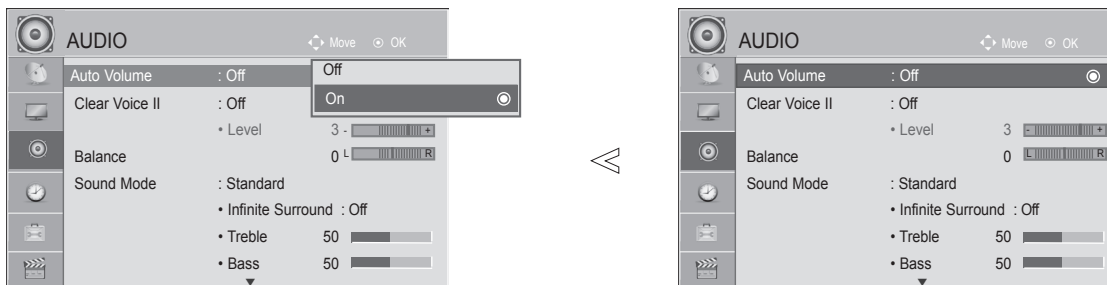 AUDIO
Move OK
Auto Volume : Off
Off
On
Clear Voice II : Off
• Level 3 - +
Balance 0 L R
Sound Mode : Standard
• Infinite Surround : Off
• Treble 50
• Bass 50
AUDIO
Move OK
Auto Volume : Off
Clear Voice II : Off
• Level 3 - +
Balance 0 L R
Sound Mode : Standard
• Infinite Surround : Off
• Treble 50
• Bass 50